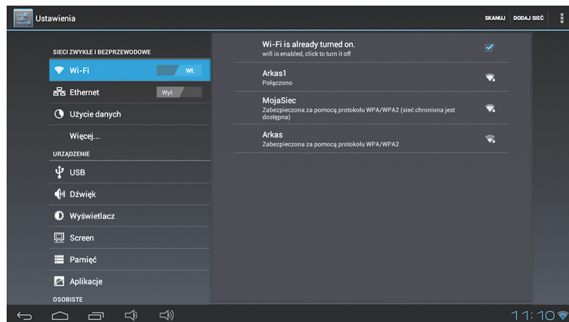 Ustawienia
SKANUJ DODAJ SIEĆ
SIECI ZWYKŁE I BEZPRZEWODOWE
Wi-Fi WŁ.
Ethernet Wył.
Użycie danych
Więcej...
URZĄDZENIE
USB
Dźwięk
Wyświetlacz
Screen
Pamięć
Aplikacje
OSOBISTE
Wi-Fi is already turned on.
wifi is enabled, click to turn it off
Arkas1
Połączono
MojaSiec
Zabezpieczona za pomocą protokołu WPA/WPA2 (sieć chroniona jest
dostępna)
Arkas
Zabezpieczona za pomocą protokołu WPA/WPA2
11:10